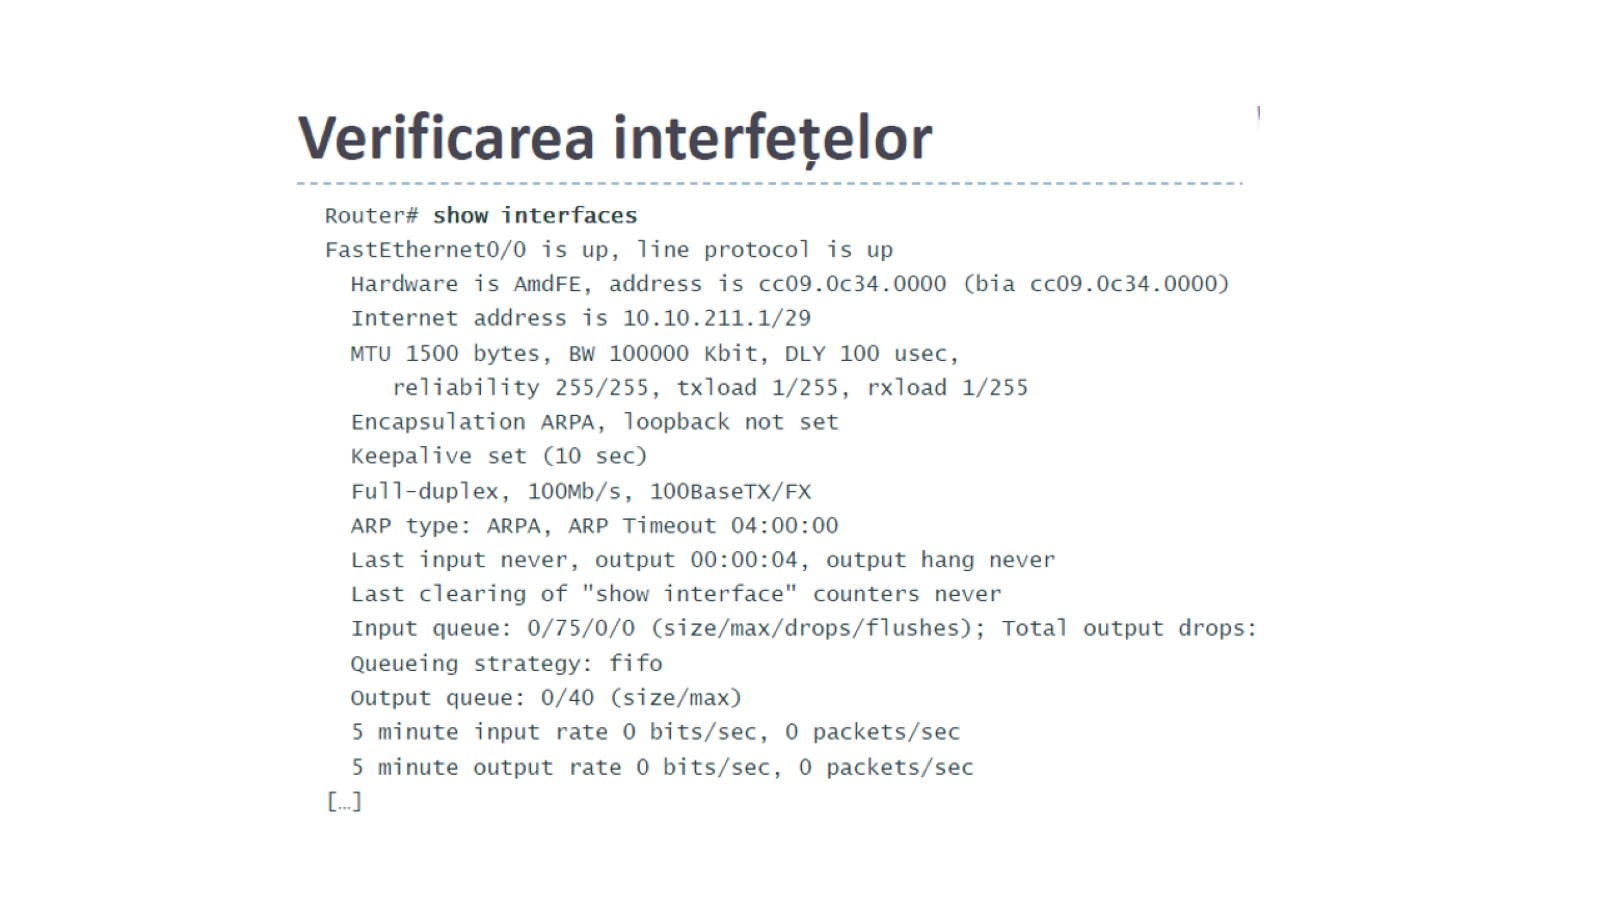 Verificarea interfețelor
Router# show interfaces
FastEthernet0/0 is up, line protocol is up
Hardware is AmdFE, address is cc09.0c34.0000 (bia cc09.0c34.0000)
Internet address is 10.10.211.1/29
MTU 1500 bytes, BW 100000 Kbit, DLY 100 usec,
reliability 255/255, txload 1/255, rxload 1/255
Encapsulation ARPA, loopback not set
Keepalive set (10 sec)
Full-duplex, 100Mb/s, 100BaseTX/FX
ARP type: ARPA, ARP Timeout 04:00:00
Last input never, output 00:00:04, output hang never
Last clearing of "show interface" counters never
Input queue: 0/75/0/0 (size/max/drops/flushes); Total output drops:
Queueing strategy: fifo
Output queue: 0/40 (size/max)
5 minute input rate 0 bits/sec, 0 packets/sec
5 minute output rate 0 bits/sec, 0 packets/sec
[…]